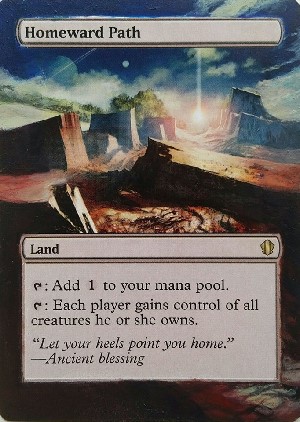 Homeward Path
Land
: Add 1 to your mana pool.
: Each player gains control of all
creatures he or she owns.
“Let your heels point you home.”
—Ancient blessing